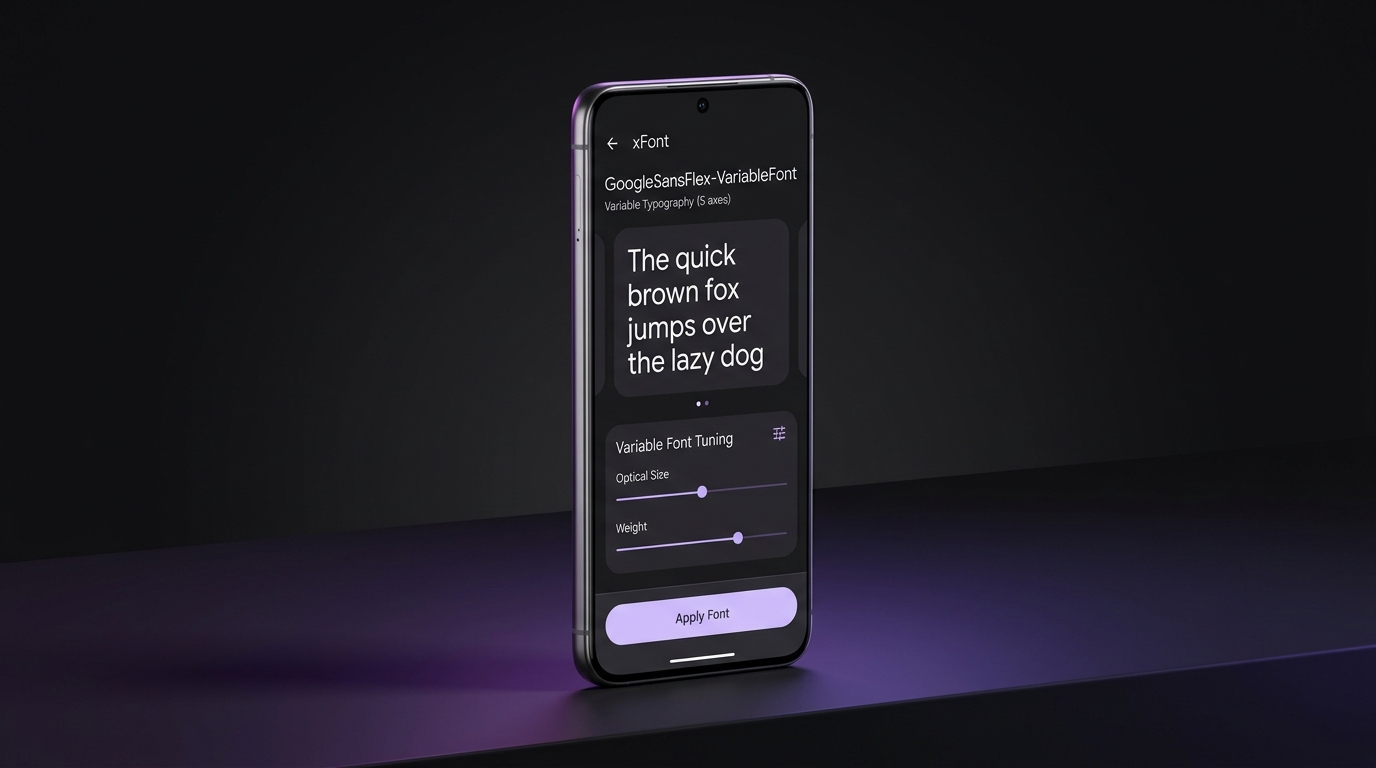 xFont
GoogleSansFlex-VariableFont
Variable Typography (5 axes)
The quick
brown fox
jumps over
the lazy dog
Variable Font Tuning
Optical Size
Weight
Apply Font